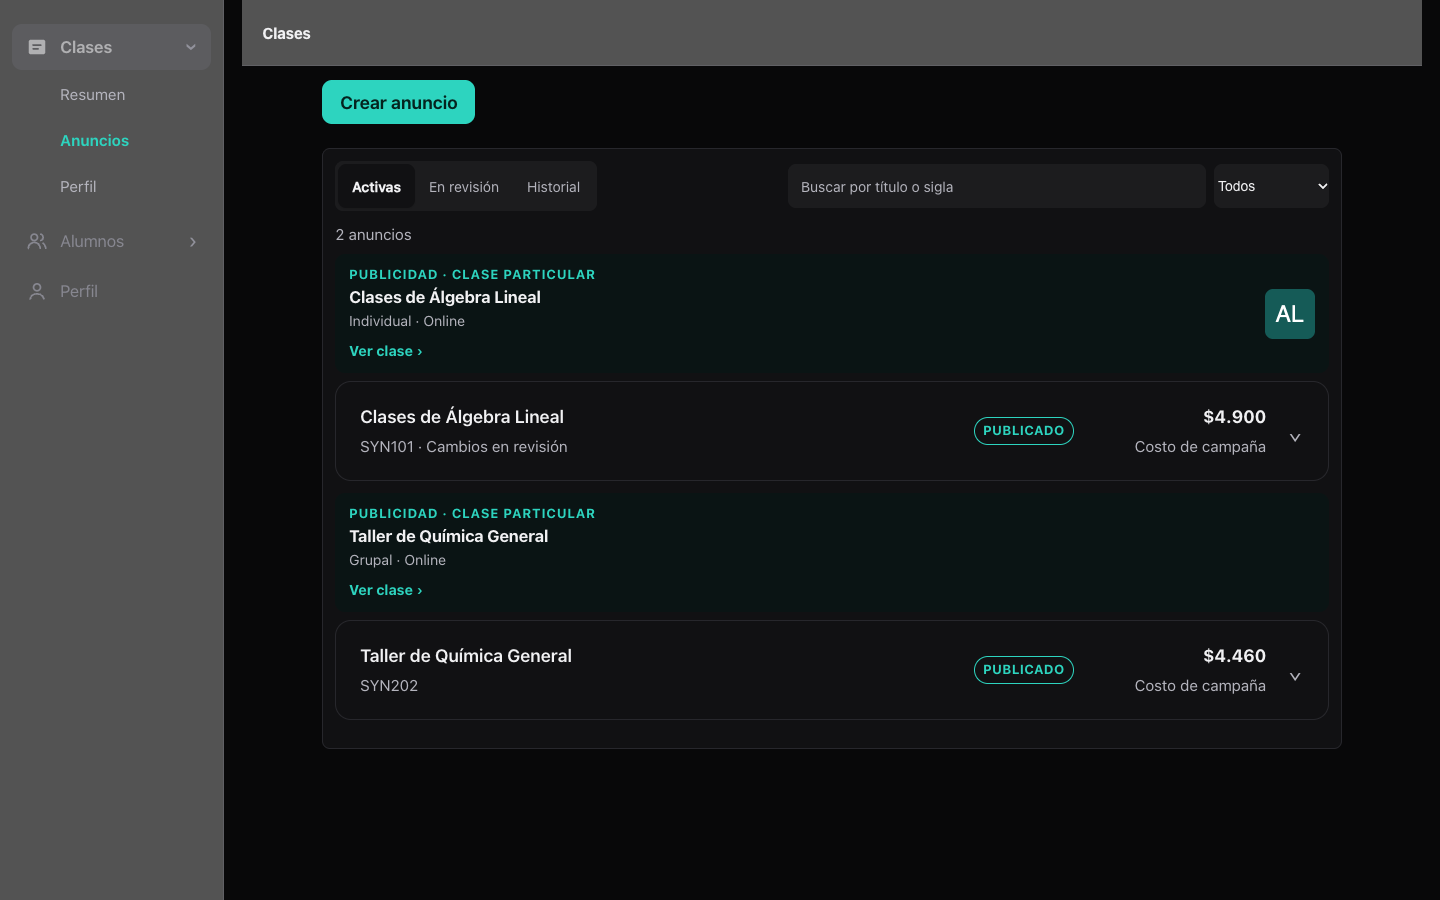 Clases
Resumen
Anuncios
Perfil
Alumnos
Perfil
Clases
Crear anuncio
Activas
En revisión
Historial
Buscar por título o sigla
Todos
2 anuncios
PUBLICIDAD · CLASE PARTICULAR
Clases de Álgebra Lineal
Individual · Online
Ver clase ›
AL
Clases de Álgebra Lineal
SYN101 · Cambios en revisión
PUBLICADO
$4.900
Costo de campaña
PUBLICIDAD · CLASE PARTICULAR
Taller de Química General
Grupal · Online
Ver clase ›
Taller de Química General
SYN202
PUBLICADO
$4.460
Costo de campaña